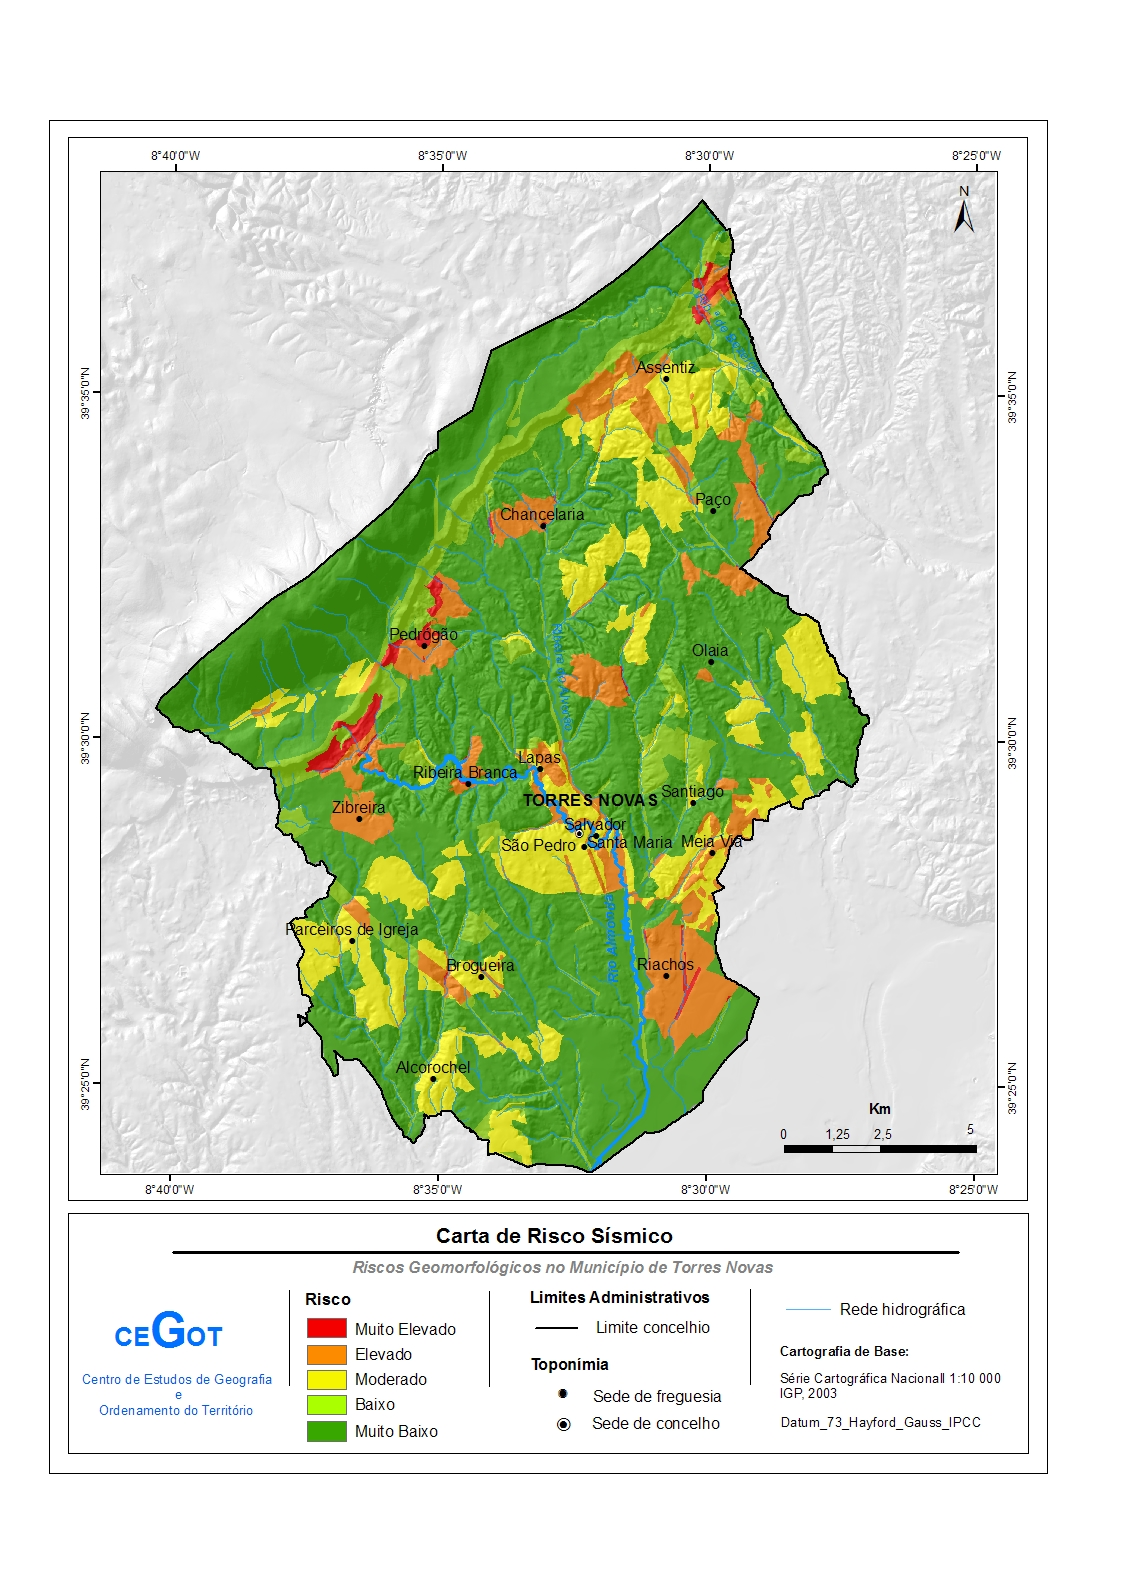 8°40'0"W
8°35'0"W
8°30'0"W
8°25'0"W
N
39°35'0"N
39°35'0"N
Assentiz
Paço
Chancelaria
Pedrógão
Olaia
Ribeira do Alvorão
39°30'0"N
39°30'0"N
Lapas
Ribeira Branca
Santiago
TORRES NOVAS
Zibreira
Salvador
São Pedro
Santa Maria
Meia Via
Rio Almonda
Parceiros de Igreja
Brogueira
Riachos
Alcorochel
39°25'0"N
39°25'0"N
Km
0 1,25 2,5 5
8°40'0"W
8°35'0"W
8°30'0"W
8°25'0"W
Carta de Risco Sísmico
Riscos Geomorfológicos no Município de Torres Novas
CEGOT
Centro de Estudos de Geografia
e
Ordenamento do Território
Risco
Muito Elevado
Elevado
Moderado
Baixo
Muito Baixo
Limites Administrativos
Limite concelhio
Toponímia
Sede de freguesia
Sede de concelho
Rede hidrográfica
Cartografia de Base:
Série Cartográfica Nacionall 1:10 000
IGP, 2003
Datum_73_Hayford_Gauss_IPCC